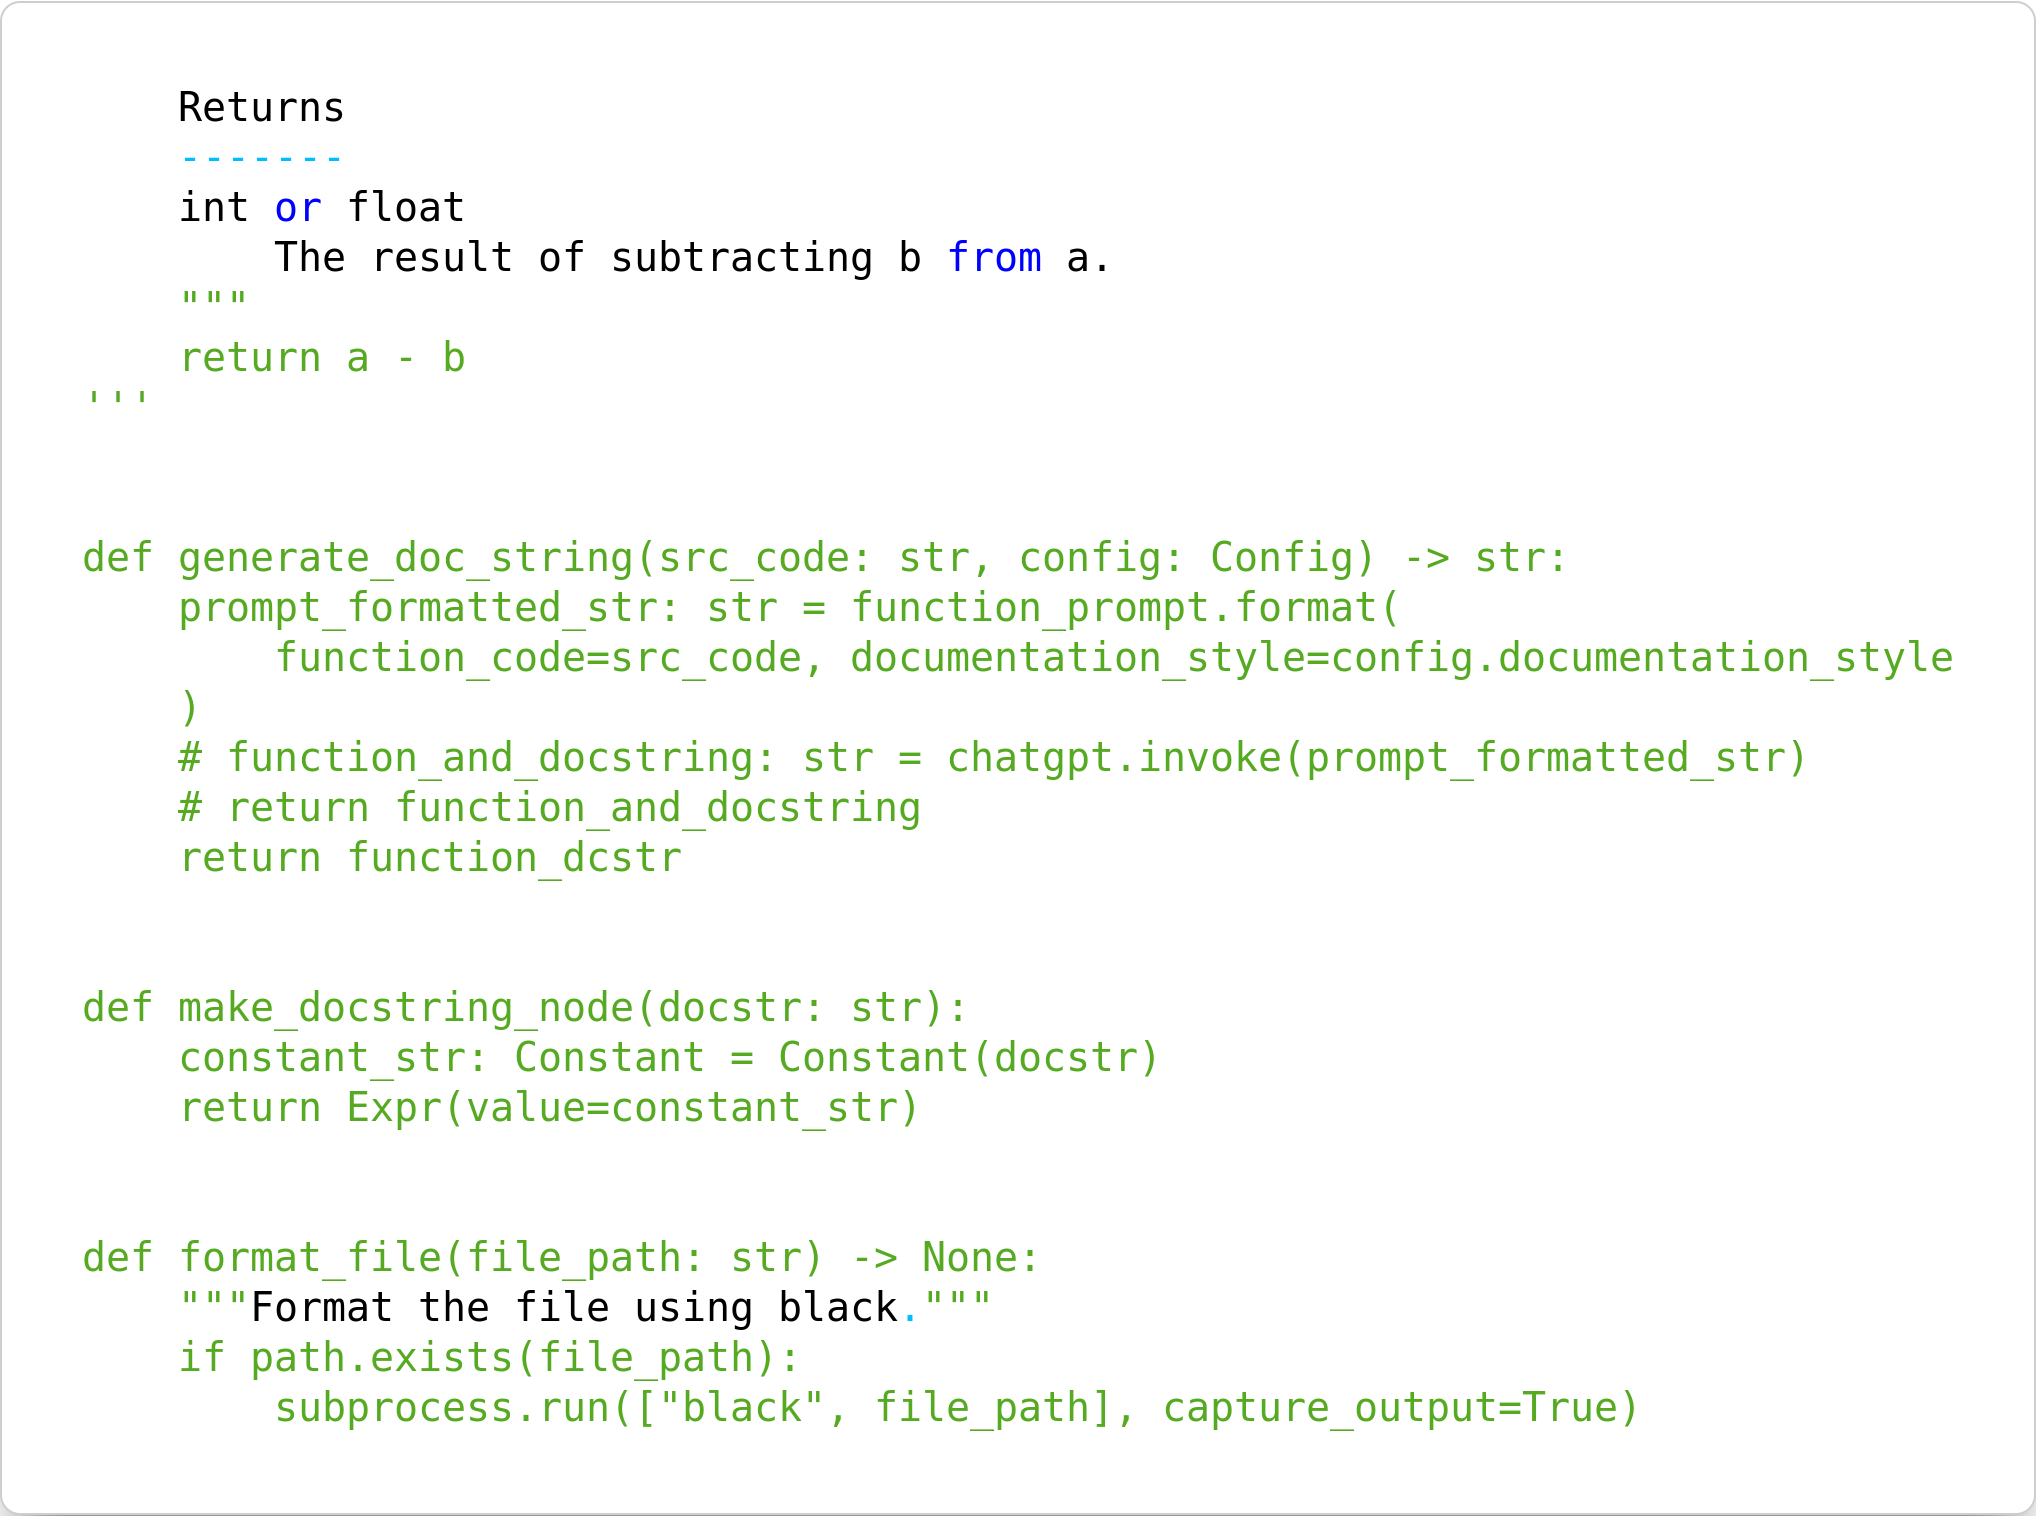 Returns
    -------
    int or float
        The result of subtracting b from a.
    """
    return a - b
'''
def generate_doc_string(src_code: str, config: Config) -> str:
    prompt_formatted_str: str = function_prompt.format(
        function_code=src_code, documentation_style=config.documentation_style
    )
    # function_and_docstring: str = chatgpt.invoke(prompt_formatted_str)
    # return function_and_docstring
    return function_dcstr
def make_docstring_node(docstr: str):
    constant_str: Constant = Constant(docstr)
    return Expr(value=constant_str)
def format_file(file_path: str) -> None:
    """Format the file using black."""
    if path.exists(file_path):
        subprocess.run(["black", file_path], capture_output=True)